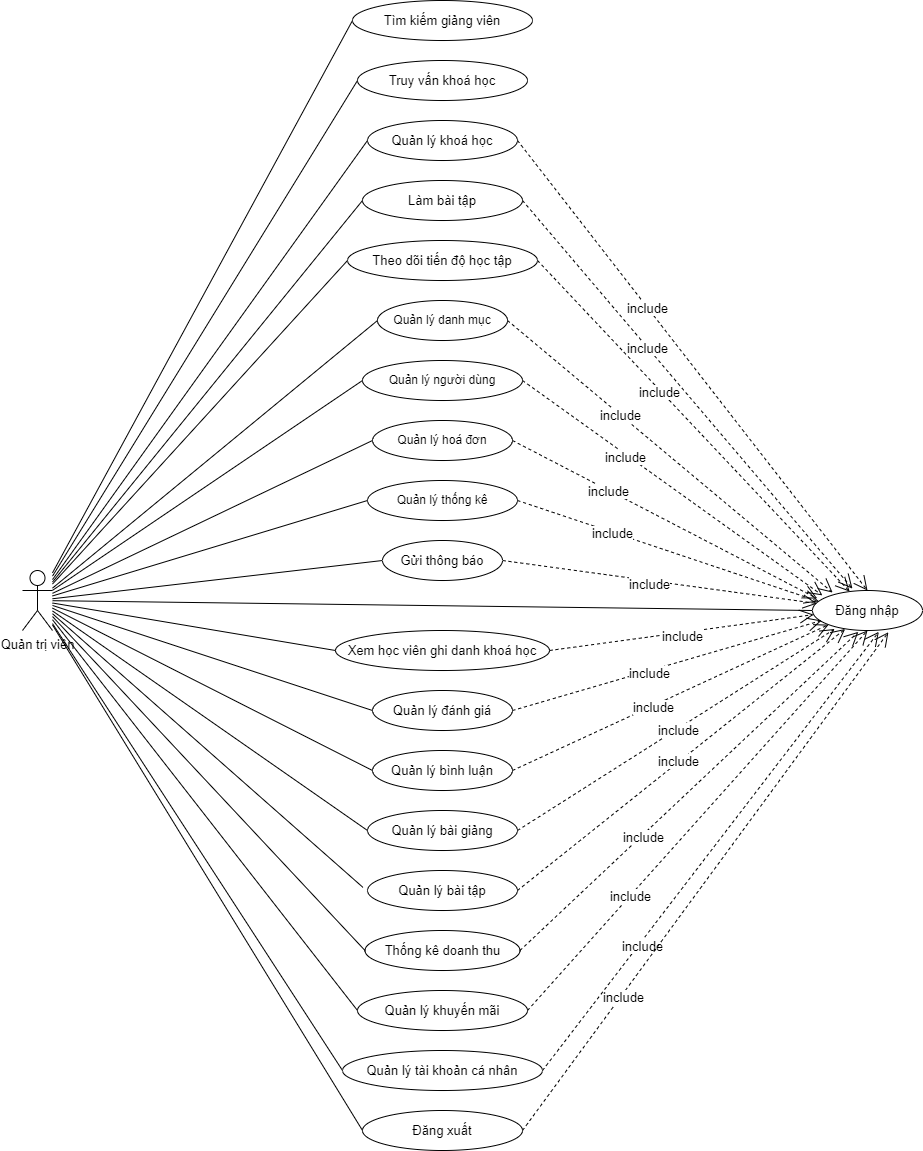 Tìm kiếm giảng viên
Truy vấn khoá học
Quản lý khoá học
Làm bài tập
Theo dõi tiến độ học tập
include
Quản lý danh mục
include
Quản lý người dùng
include
include
Quản lý hoá đơn
include
include
Quản lý thống kê
include
Gửi thông báo
include
Đăng nhập
Quản trị viên
include
Xem học viên ghi danh khoá học
include
Quản lý đánh giá
include
include
Quản lý bình luận
include
Quản lý bài giảng
include
Quản lý bài tập
include
Thống kê doanh thu
include
include
Quản lý khuyến mãi
Quản lý tài khoản cá nhân
Đăng xuất